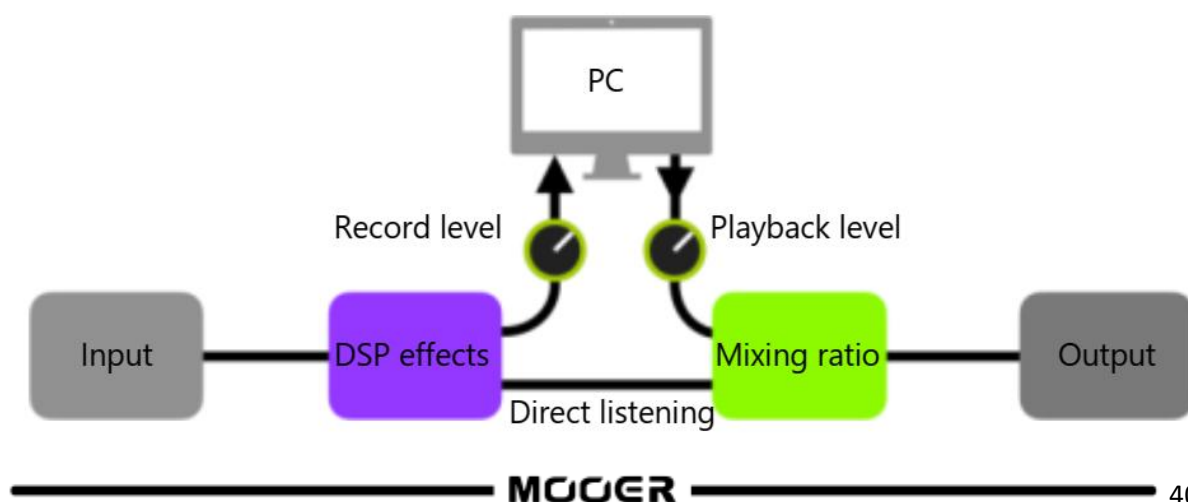 PC
Record level
Playback level
Input
DSP effects
Mixing ratio
Output
Direct listening
MOOER